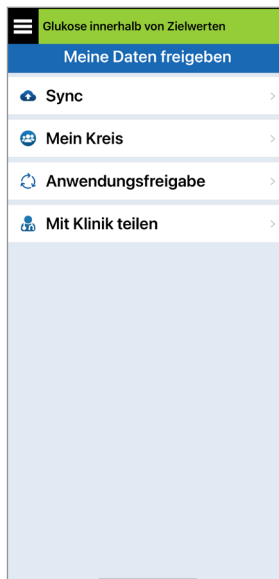 Glukose innerhalb von Zielwerten
Meine Daten freigeben
Sync
Mein Kreis
Anwendungsfreigabe
Mit Klinik teilen